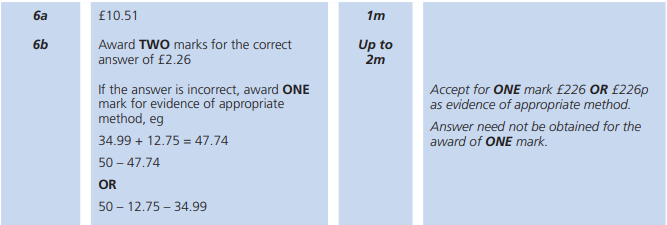 6a £10.51 1m
6b Award TWO marks for the correct Up to
answer of £2.26 2m
If the answer is incorrect, award ONE Accept for ONE mark £226 OR £226p
mark for evidence of appropriate as evidence of appropriate method.
method, eg
Answer need not be obtained for the
34.99 + 12.75 = 47.74 award of ONE mark.
50 – 47.74
OR
50 – 12.75 – 34.99